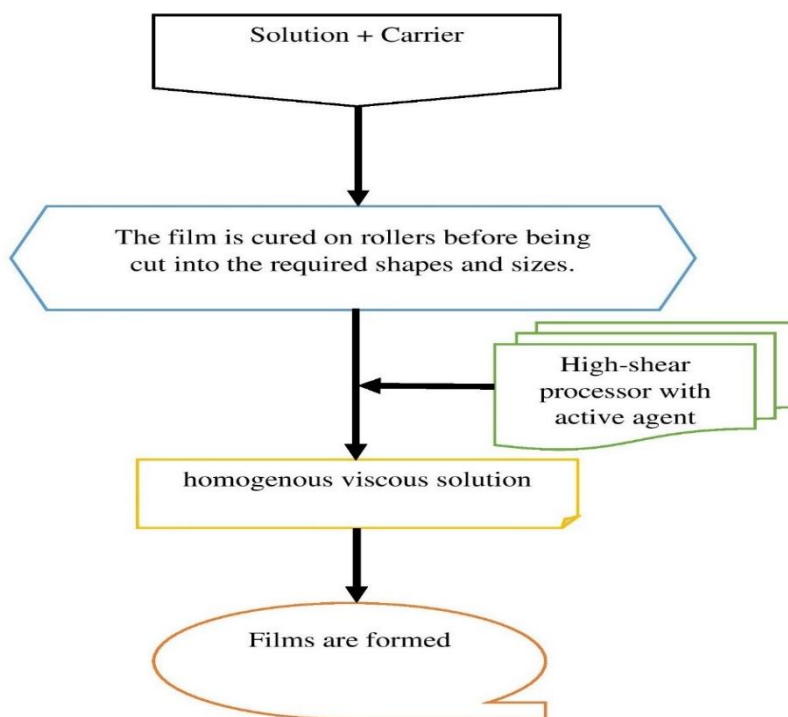 Solution + Carrier
The film is cured on rollers before being
cut into the required shapes and sizes.
High-shear
processor with
active agent
homogenous viscous solution
Films are formed